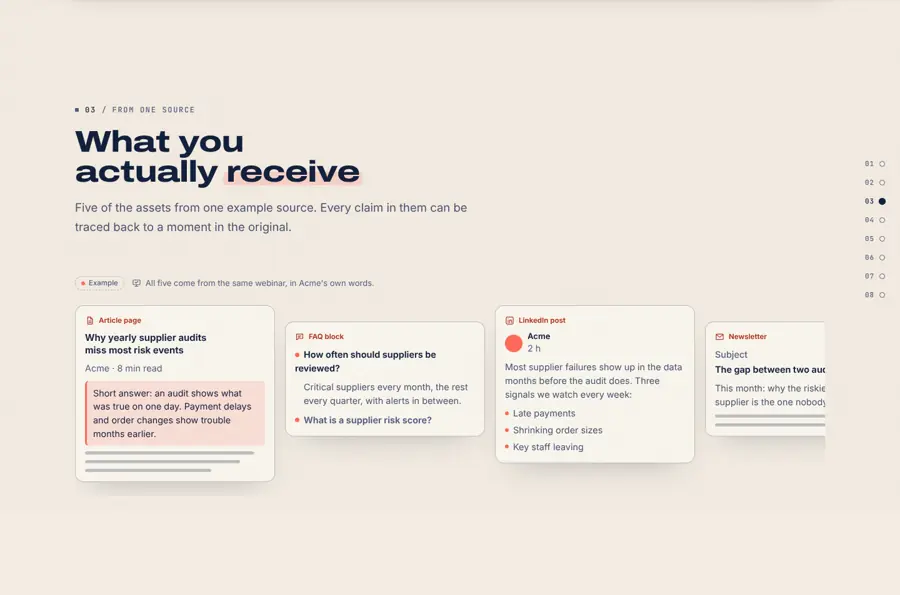 03 / FROM ONE SOURCE
What you
actually receive
Five of the assets from one example source. Every claim in them can be
traced back to a moment in the original.
Example
All five come from the same webinar, in Acme's own words.
Article page
Why yearly supplier audits
miss most risk events
Acme · 8 min read
Short answer: an audit shows what
was true on one day. Payment delays
and order changes show trouble
months earlier.
FAQ block
How often should suppliers be
reviewed?
Critical suppliers every month, the rest
every quarter, with alerts in between.
What is a supplier risk score?
LinkedIn post
Acme
2 h
Most supplier failures show up in the data
months before the audit does. Three
signals we watch every week:
Late payments
Shrinking order sizes
Key staff leaving
Newsletter
Subject
The gap between two
This month: why the
supplier is the one
01
02
03
04
05
06
07
08